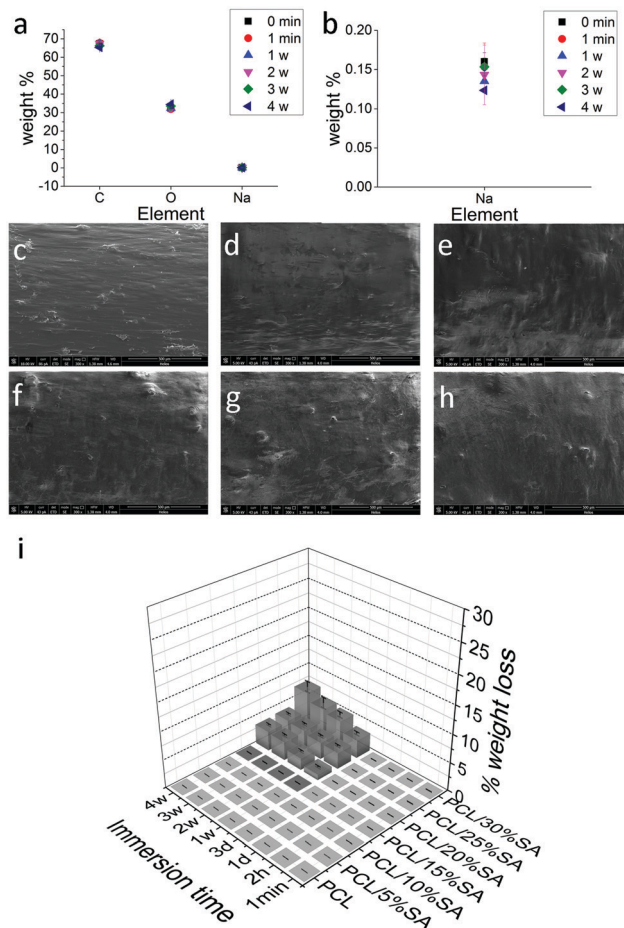 a
70
60
50
40
30
20
10
0
-10
weight %
C O Na
Element
0 min
1 min
1 w
2 w
3 w
4 w
b
0.20
0.15
0.10
0.05
0.00
weight %
Na
Element
0 min
1 min
1 w
2 w
3 w
4 w
c
d
e
f
g
h
i
30
25
20
15
10
5
0
% weight loss
4w
3w
2w
1w
3d
1d
2h
1min
Immersion time
PCL
PCL/5%SA
PCL/10%SA
PCL/15%SA
PCL/20%SA
PCL/25%SA
PCL/30%SA